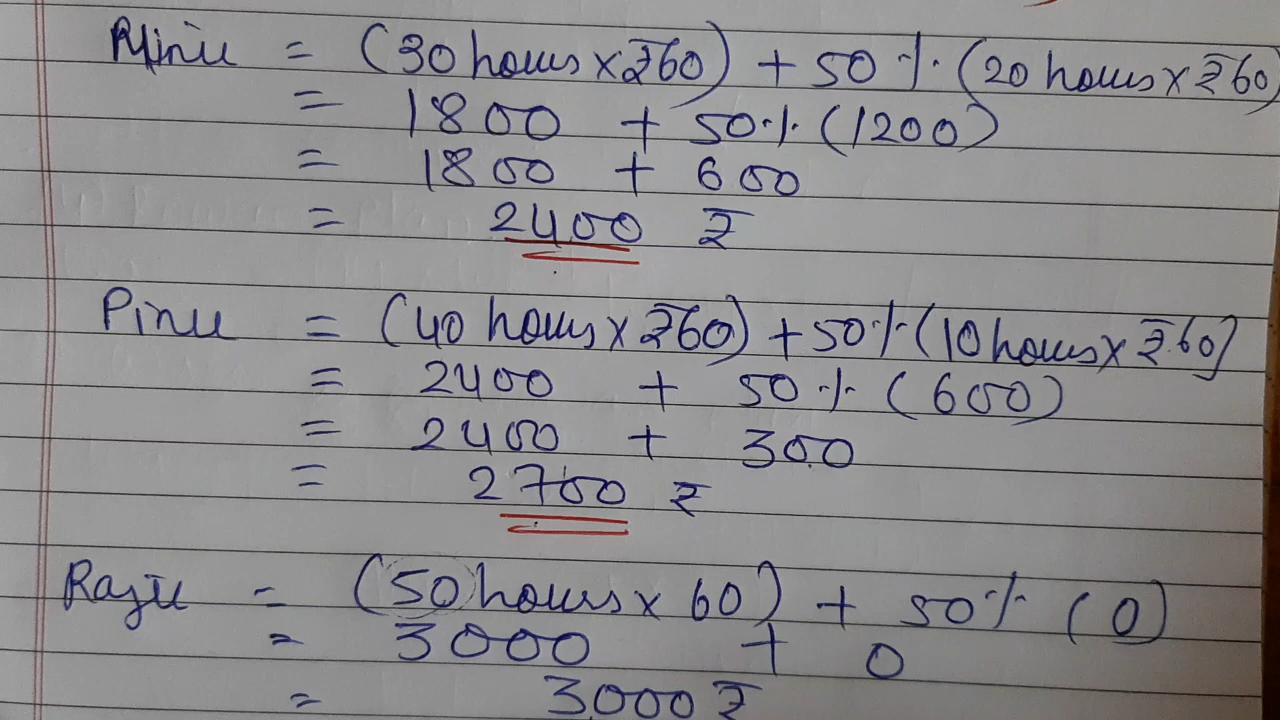 = (30 hours × ₹60) + 50 % (20 hours × ₹60)
= 1800 + 50% (1200)
= 1800 + 600
= 2400 ₹
Pinu = (40 hours × ₹60) + 50% (10 hours × ₹60)
= 2400 + 50% (600)
= 2400 + 300
= 2700 ₹
Raju = (50 hours × 60) + 50% (0)
= 3000 + 0
= 3000 ₹